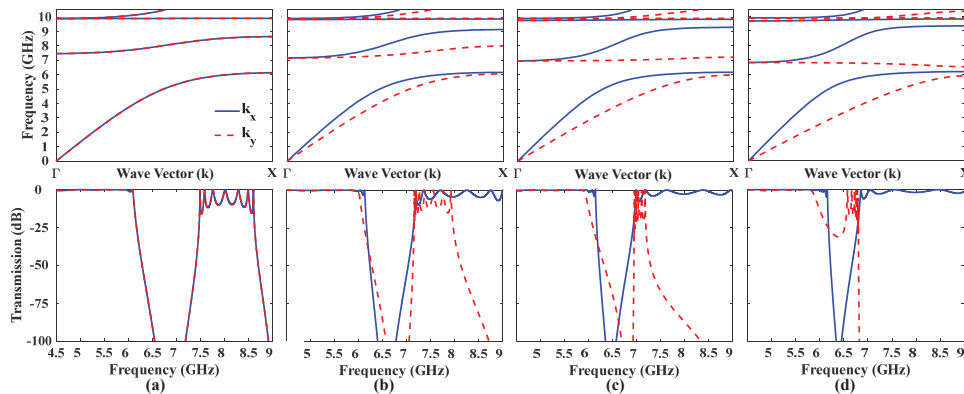 10
9
8
7
6
5
4
3
2
1
0
Frequency (GHz)
k_x
k_y
Γ Wave Vector (k) X
Γ Wave Vector (k) X
Γ Wave Vector (k) X
Γ Wave Vector (k) X
0
-25
-50
-75
-100
Transmission (dB)
4.5 5 5.5 6 6.5 7 7.5 8 8.5 9
5 5.5 6 6.5 7 7.5 8 8.5 9
5 5.5 6 6.5 7 7.5 8 8.5 9
5 5.5 6 6.5 7 7.5 8 8.5 9
Frequency (GHz)
Frequency (GHz)
Frequency (GHz)
Frequency (GHz)
(a)
(b)
(c)
(d)